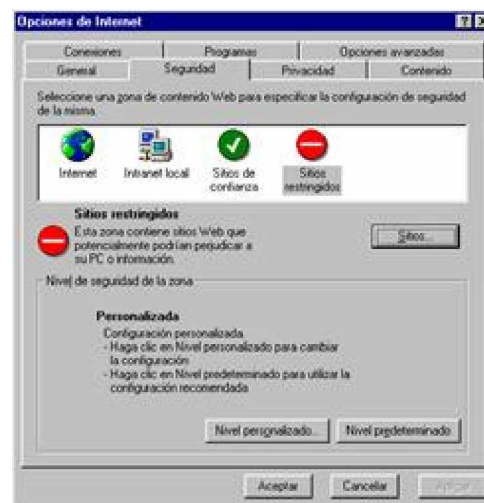 Opciones de Internet
Conexiones Programas Opciones avanzadas
General Seguridad Privacidad Contenido
Seleccione una zona de contenido Web para especificar la configuración de seguridad
de la misma.
Internet Intranet local Sitios de confianza Sitios restringidos
Sitios restringidos
Esta zona contiene sitios Web que
potencialmente podrían perjudicar a
su PC o información.
Sitios...
Nivel de seguridad de la zona
Personalizada
Configuración personalizada
- Haga clic en Nivel personalizado para cambiar
la configuración
- Haga clic en Nivel predeterminado para utilizar la
configuración recomendada
Nivel personalizado... Nivel predeterminado
Aceptar Cancelar Aplicar